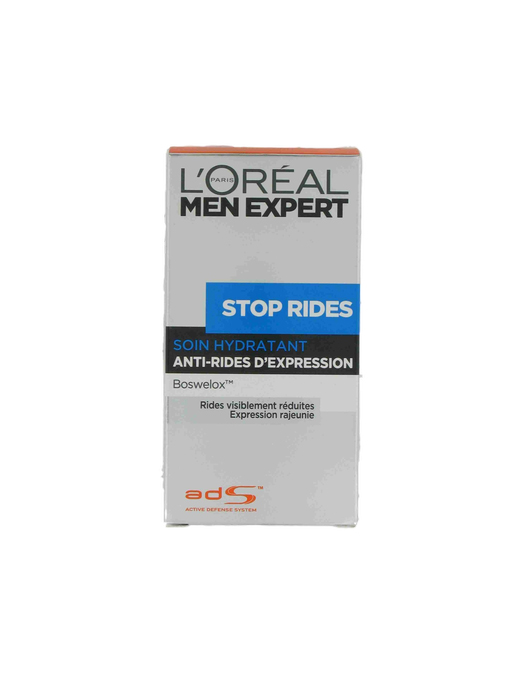 L'ORÉAL
PARIS
MEN EXPERT
STOP RIDES
SOIN HYDRATANT
ANTI-RIDES D'EXPRESSION
Boswelox™
Rides visiblement réduites
Expression rajeunie
adS™
ACTIVE DEFENSE SYSTEM